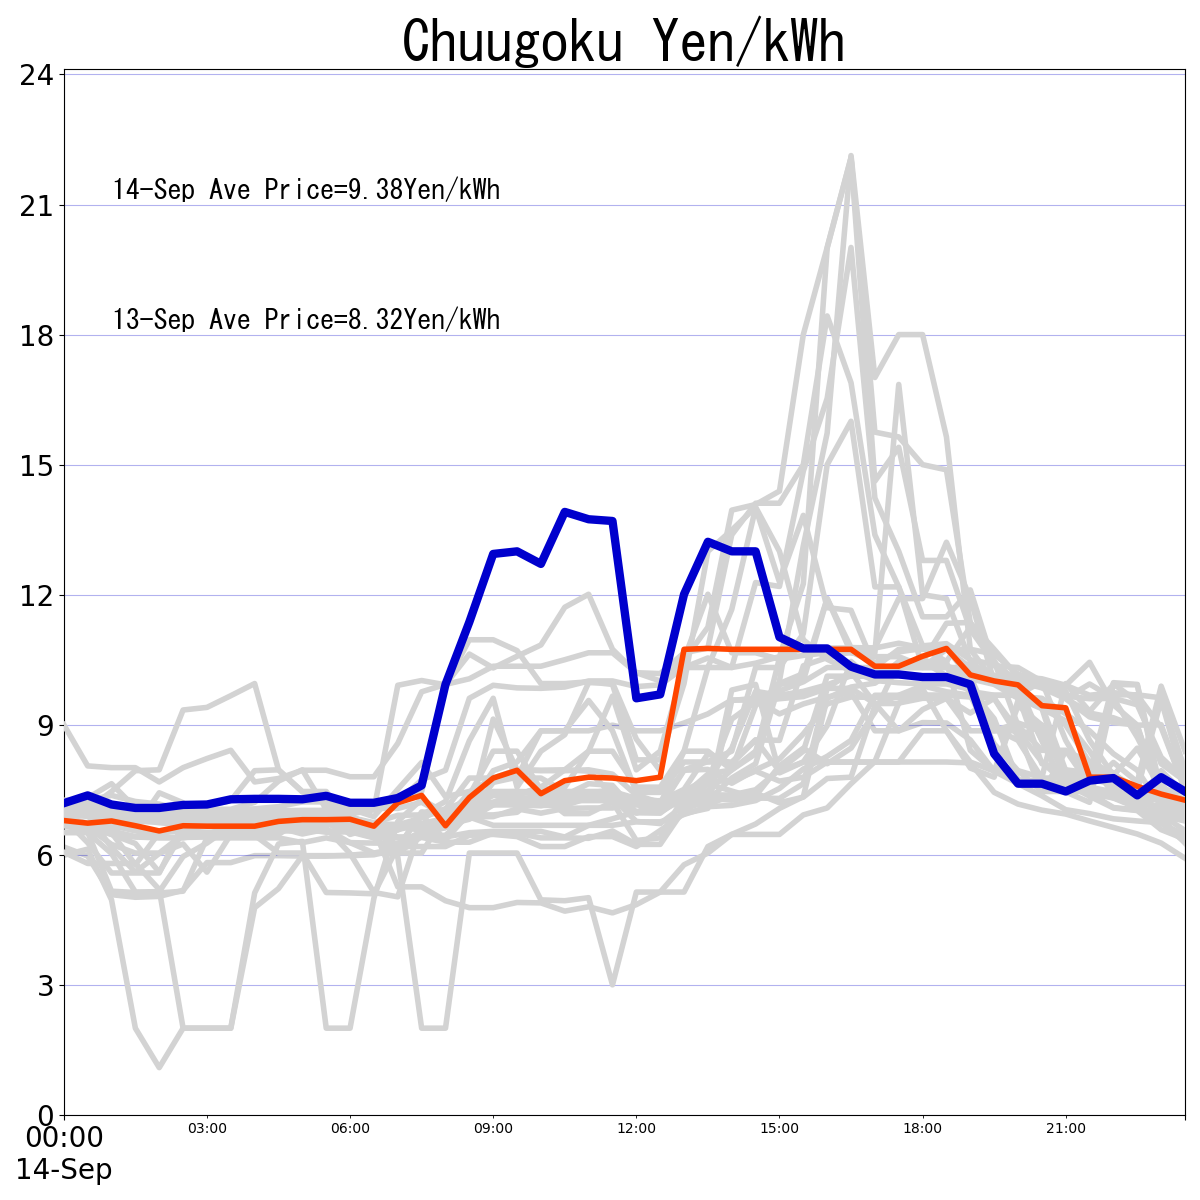 Chuugoku Yen/kWh
24
14-Sep Ave Price=9.38Yen/kWh
21
13-Sep Ave Price=8.32Yen/kWh
18
15
12
9
6
3
0
00:00 03:00 06:00 09:00 12:00 15:00 18:00 21:00
14-Sep